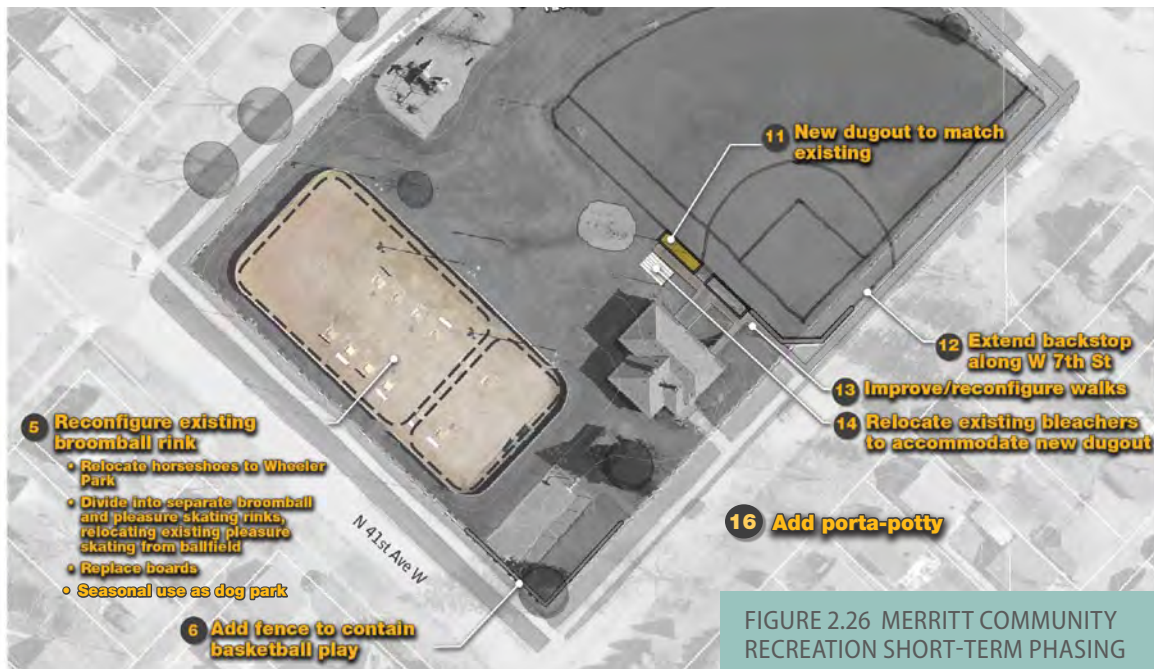 11 New dugout to match
existing
12 Extend backstop
along W 7th St
13 Improve/reconfigure walks
14 Relocate existing bleachers
to accommodate new dugout
5 Reconfigure existing
broomball rink
• Relocate horseshoes to Wheeler
Park
• Divide into separate broomball
and pleasure skating rinks,
relocating existing pleasure
skating from ballfield
• Replace boards
• Seasonal use as dog park
N 41st Ave W
16 Add porta-potty
6 Add fence to contain
basketball play
FIGURE 2.26 MERRITT COMMUNITY
RECREATION SHORT-TERM PHASING